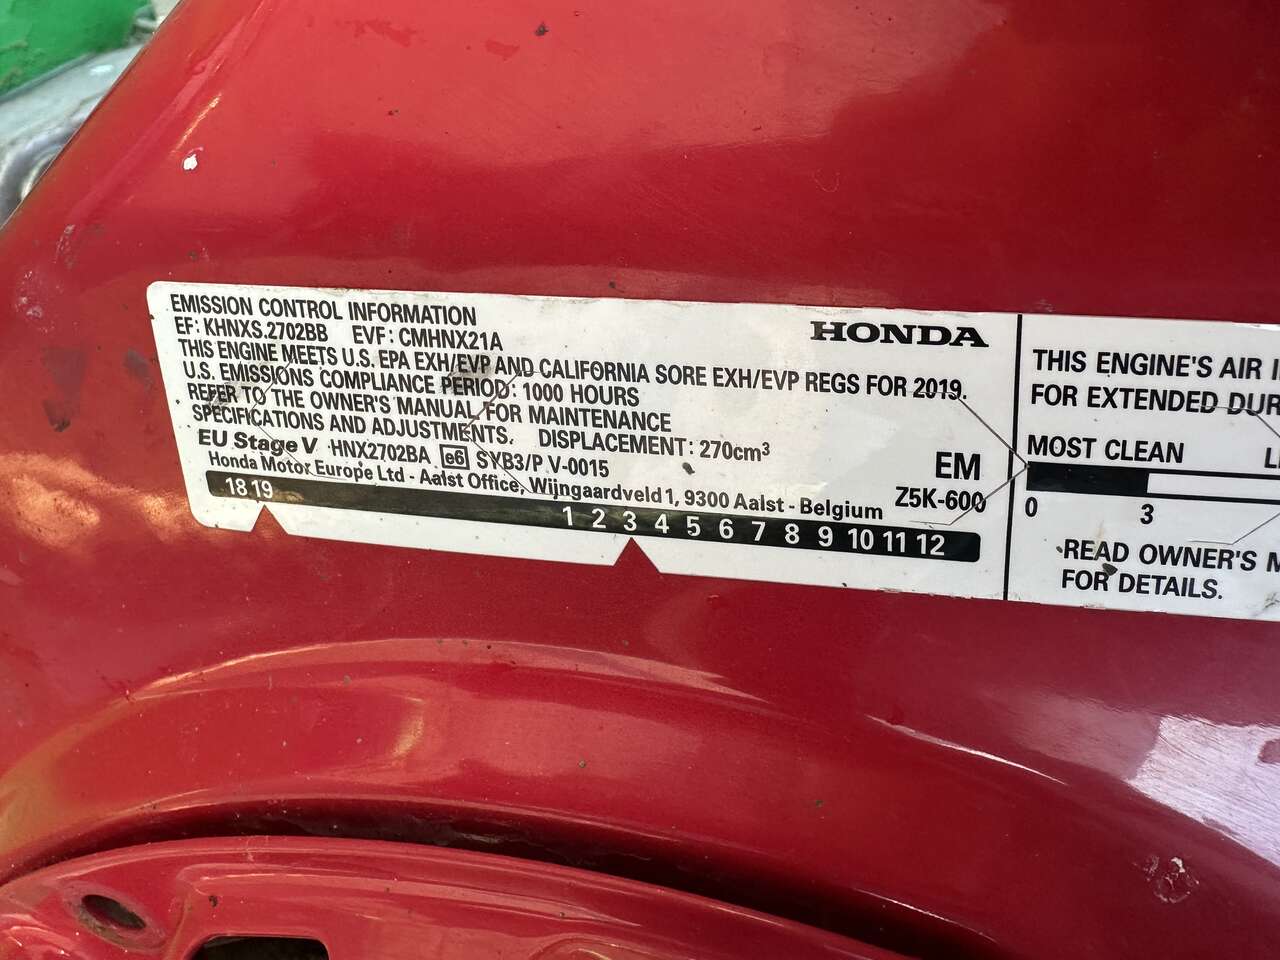 EMISSION CONTROL INFORMATION
EF: KHNXS.2702BB EVF: CMHNX21A
HONDA
THIS ENGINE MEETS U.S. EPA EXH/EVP AND CALIFORNIA SORE EXH/EVP REGS FOR 2019.
U.S. EMISSIONS COMPLIANCE PERIOD: 1000 HOURS
REFER TO THE OWNER'S MANUAL FOR MAINTENANCE
SPECIFICATIONS AND ADJUSTMENTS. DISPLACEMENT: 270cm³
EU Stage V HNX2702BA e6 SYB3/P V-0015
EM
Honda Motor Europe Ltd - Aalst Office, Wijngaardveld 1, 9300 Aalst - Belgium
Z5K-600
18 19
1 2 3 4 5 6 7 8 9 10 11 12
THIS ENGINE'S AIR
FOR EXTENDED
MOST CLEAN
0 3
READ OWNER'S
FOR DETAILS.